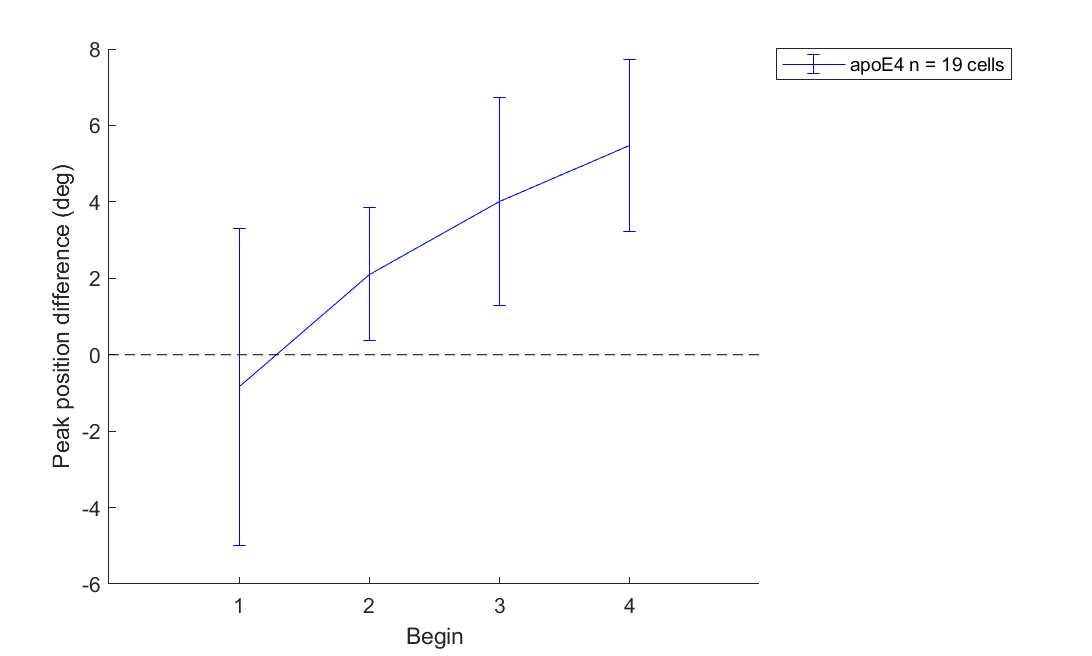 8
6
4
2
0
-2
-4
-6
Peak position difference (deg)
1 2 3 4
Begin
apoE4 n = 19 cells